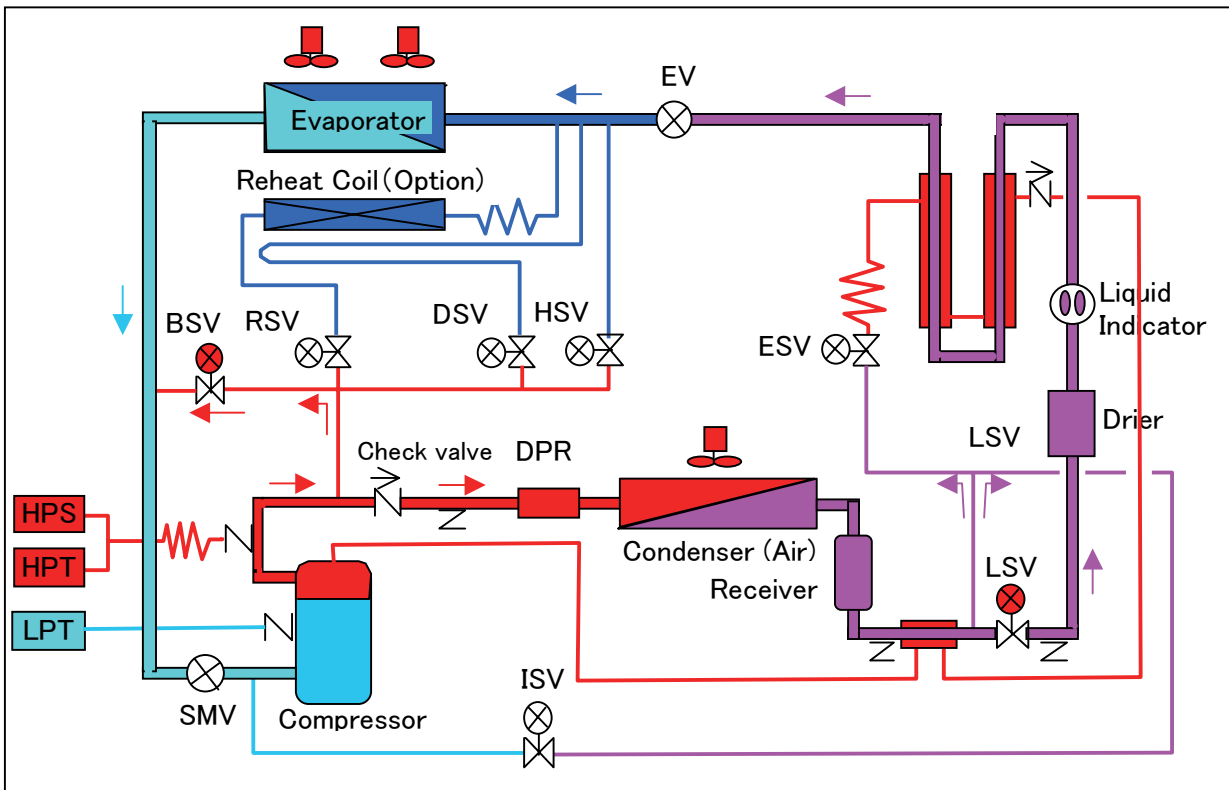 EV
Evaporator
Reheat Coil (Option)
BSV
RSV
DSV
HSV
ESV
Liquid
Indicator
Check valve
DPR
LSV
Drier
HPS
HPT
LPT
Condenser (Air)
Receiver
LSV
SMV
Compressor
ISV